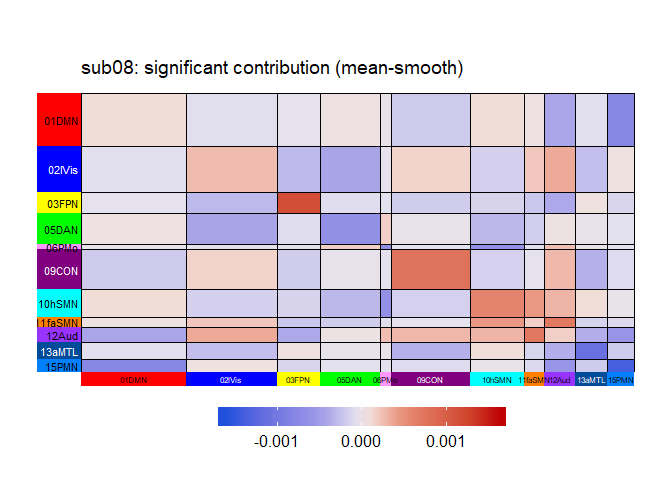 sub08: significant contribution (mean-smooth)
01DMN
02lVis
03FPN
05DAN
06PMo
09CON
10hSMN
1faSMN
12Aud
13aMTL
15PMN
01DMN 02lVis 03FPN 05DAN 06PMo 09CON 10hSMN 11faSMN 12Aud 13aMTL 15PMN
-0.001 0.000 0.001